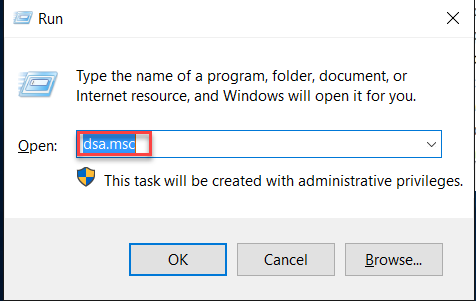 Run
Type the name of a program, folder, document, or
Internet resource, and Windows will open it for you.
Open: dsa.msc
This task will be created with administrative privileges.
OK Cancel Browse...